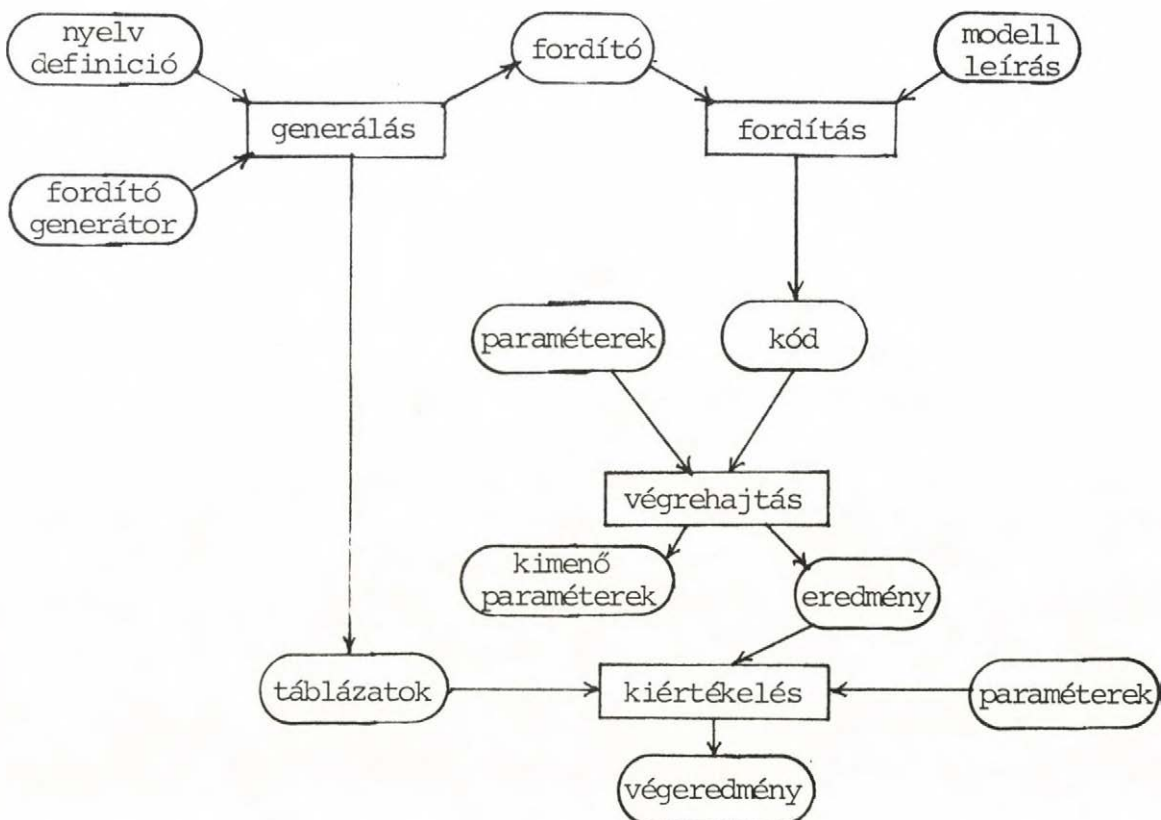 nyelv
definició
fordító
modell
leírás
generálás
fordítás
fordító
generátor
paraméterek
kód
végrehajtás
kimenő
paraméterek
eredmény
táblázatok
kiértékelés
paraméterek
végeredmény